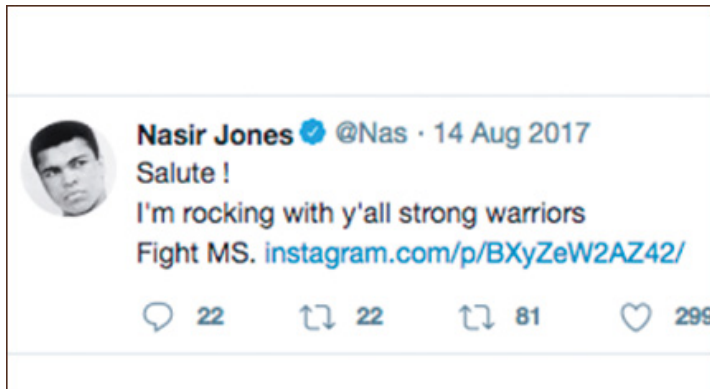 Nasir Jones @Nas · 14 Aug 2017
Salute !
I'm rocking with y'all strong warriors
Fight MS. instagram.com/p/BXyZeW2AZ42/
22 22 81 299